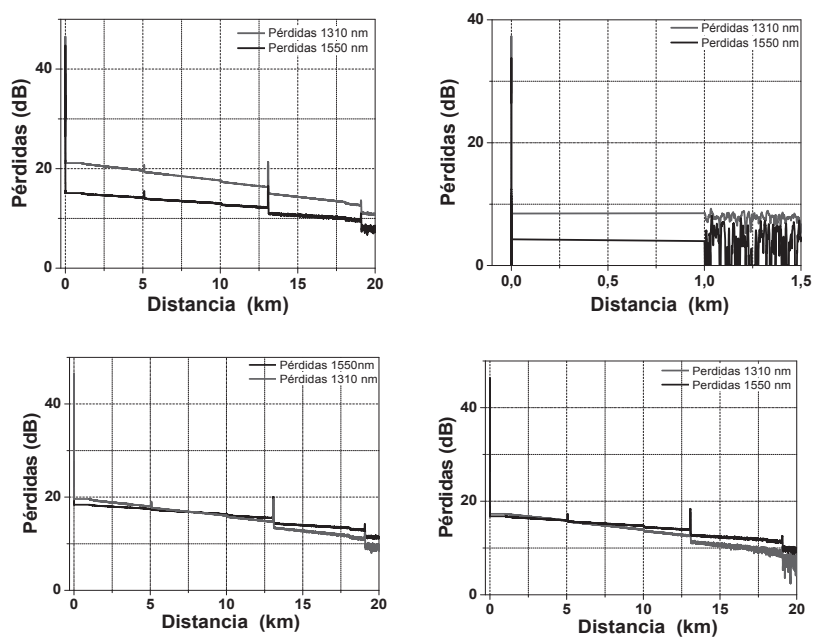 Pérdidas (dB)
40
20
0
Pérdidas 1310 nm
Perdidas 1550 nm
0 5 10 15 20
Distancia (km)
Pérdidas (dB)
40
20
0
Pérdidas 1310 nm
Perdidas 1550 nm
0,0 0,5 1,0 1,5
Distancia (km)
Pérdidas (dB)
40
20
0
Pérdidas 1550nm
Pérdidas 1310 nm
0 5 10 15 20
Distancia (km)
Pérdidas (dB)
40
20
0
Perdidas 1310 nm
Perdidas 1550 nm
0 5 10 15 20
Distancia (km)